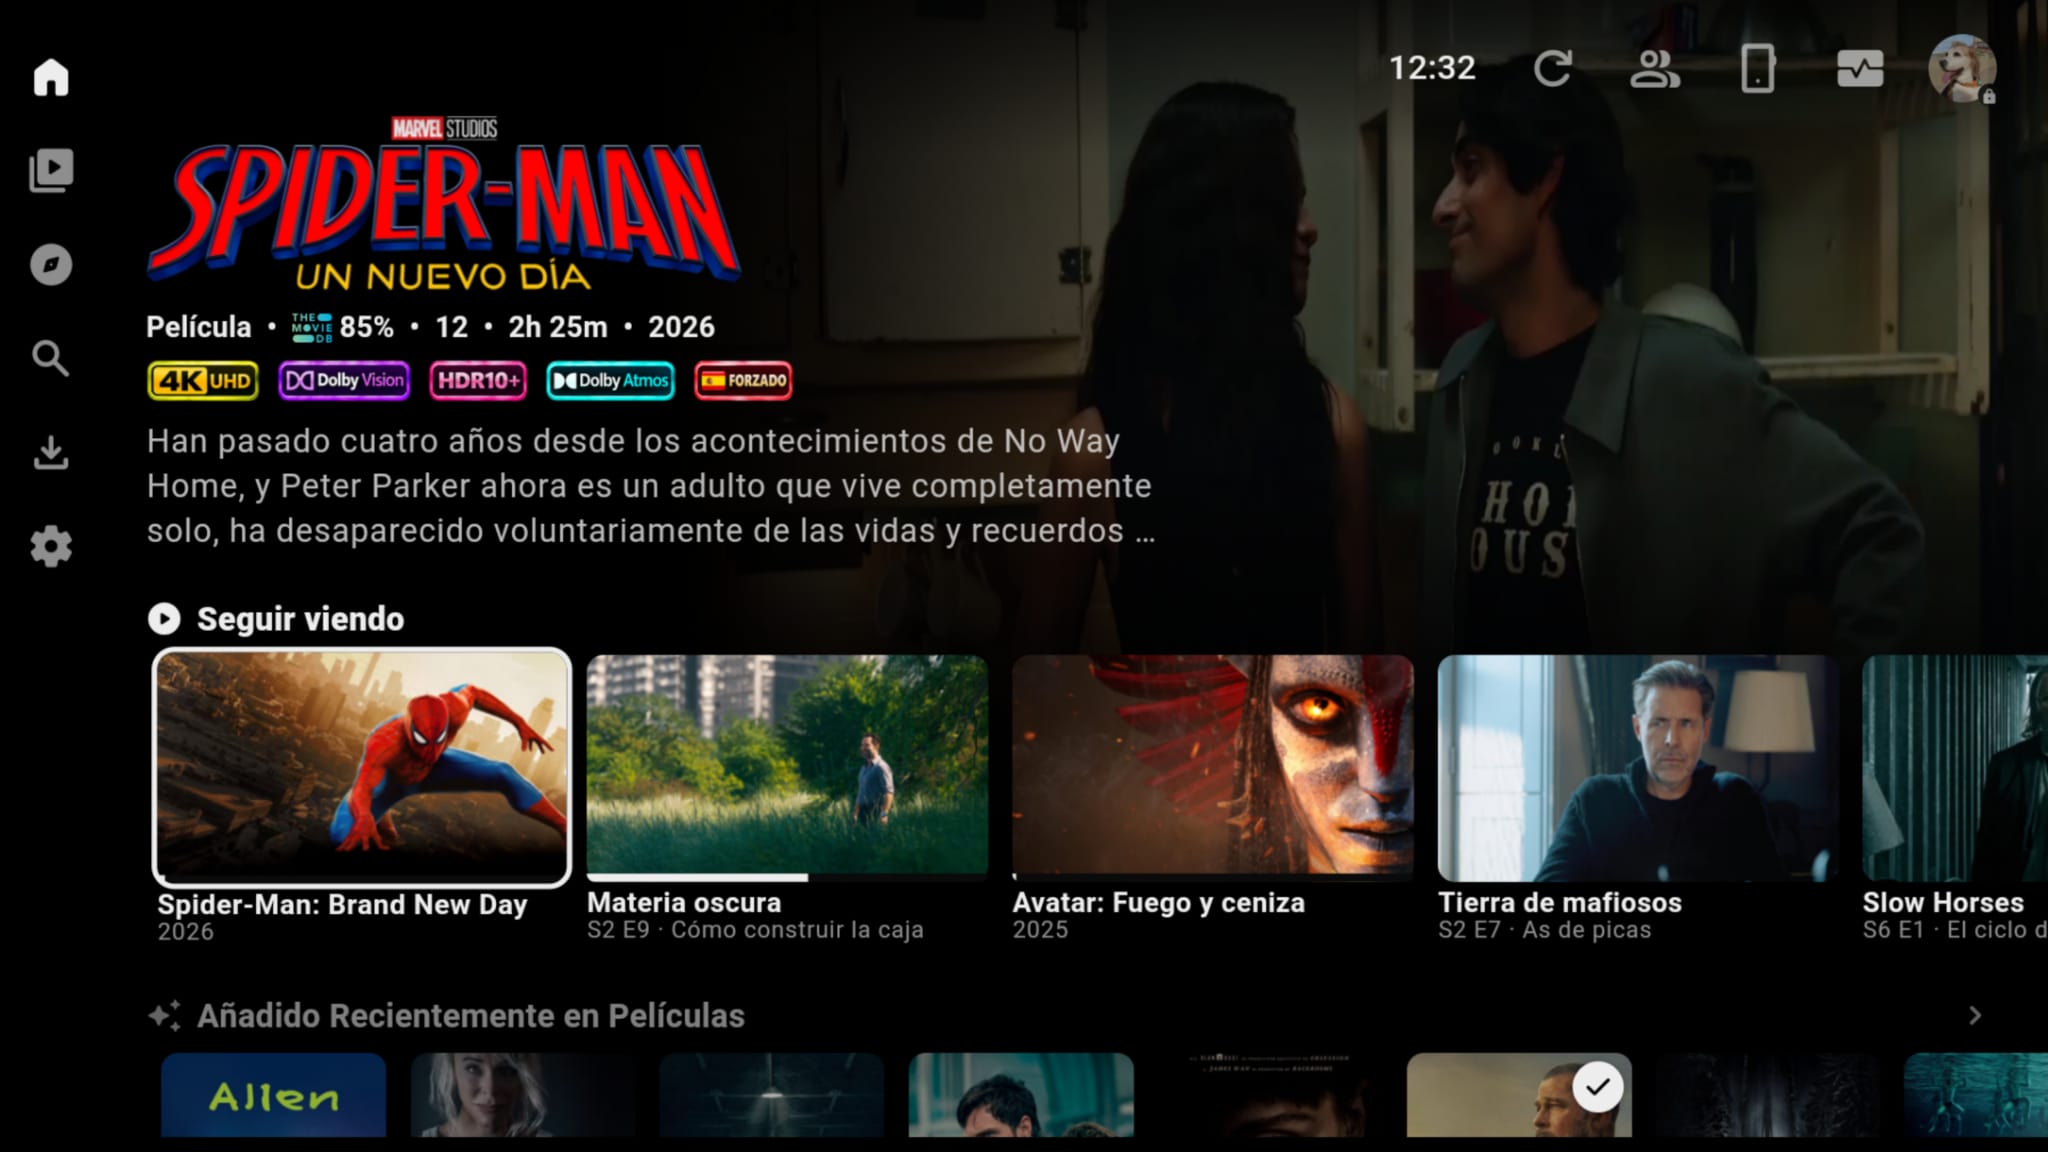 12:32
MARVEL STUDIOS
SPIDER-MAN
UN NUEVO DÍA
Película • THE MOVIE DB 85% • 12 • 2h 25m • 2026
4K UHD Dolby Vision HDR10+ Dolby Atmos FORZADO
Han pasado cuatro años desde los acontecimientos de No Way
Home, y Peter Parker ahora es un adulto que vive completamente
solo, ha desaparecido voluntariamente de las vidas y recuerdos ...
Seguir viendo
Spider-Man: Brand New Day
2026
Materia oscura
S2 E9 · Cómo construir la caja
Avatar: Fuego y ceniza
2025
Tierra de mafiosos
S2 E7 · As de picas
Slow Horses
S6 E1 · El ciclo d
Añadido Recientemente en Películas
Allen